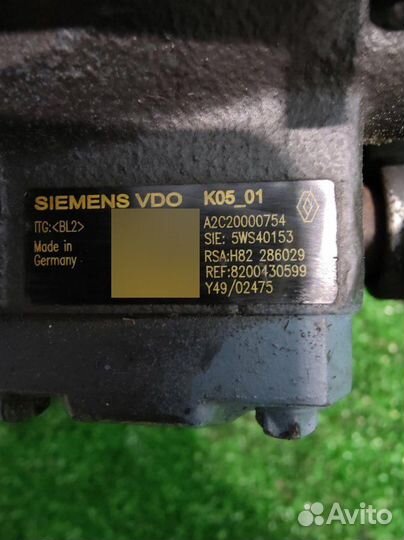 SIEMENS VDO K05_01
ITG:<BL2> A2C20000754
Made in SIE: 5WS40153
Germany RSA:H82 286029
REF:8200430599
Y49/02475
Avito